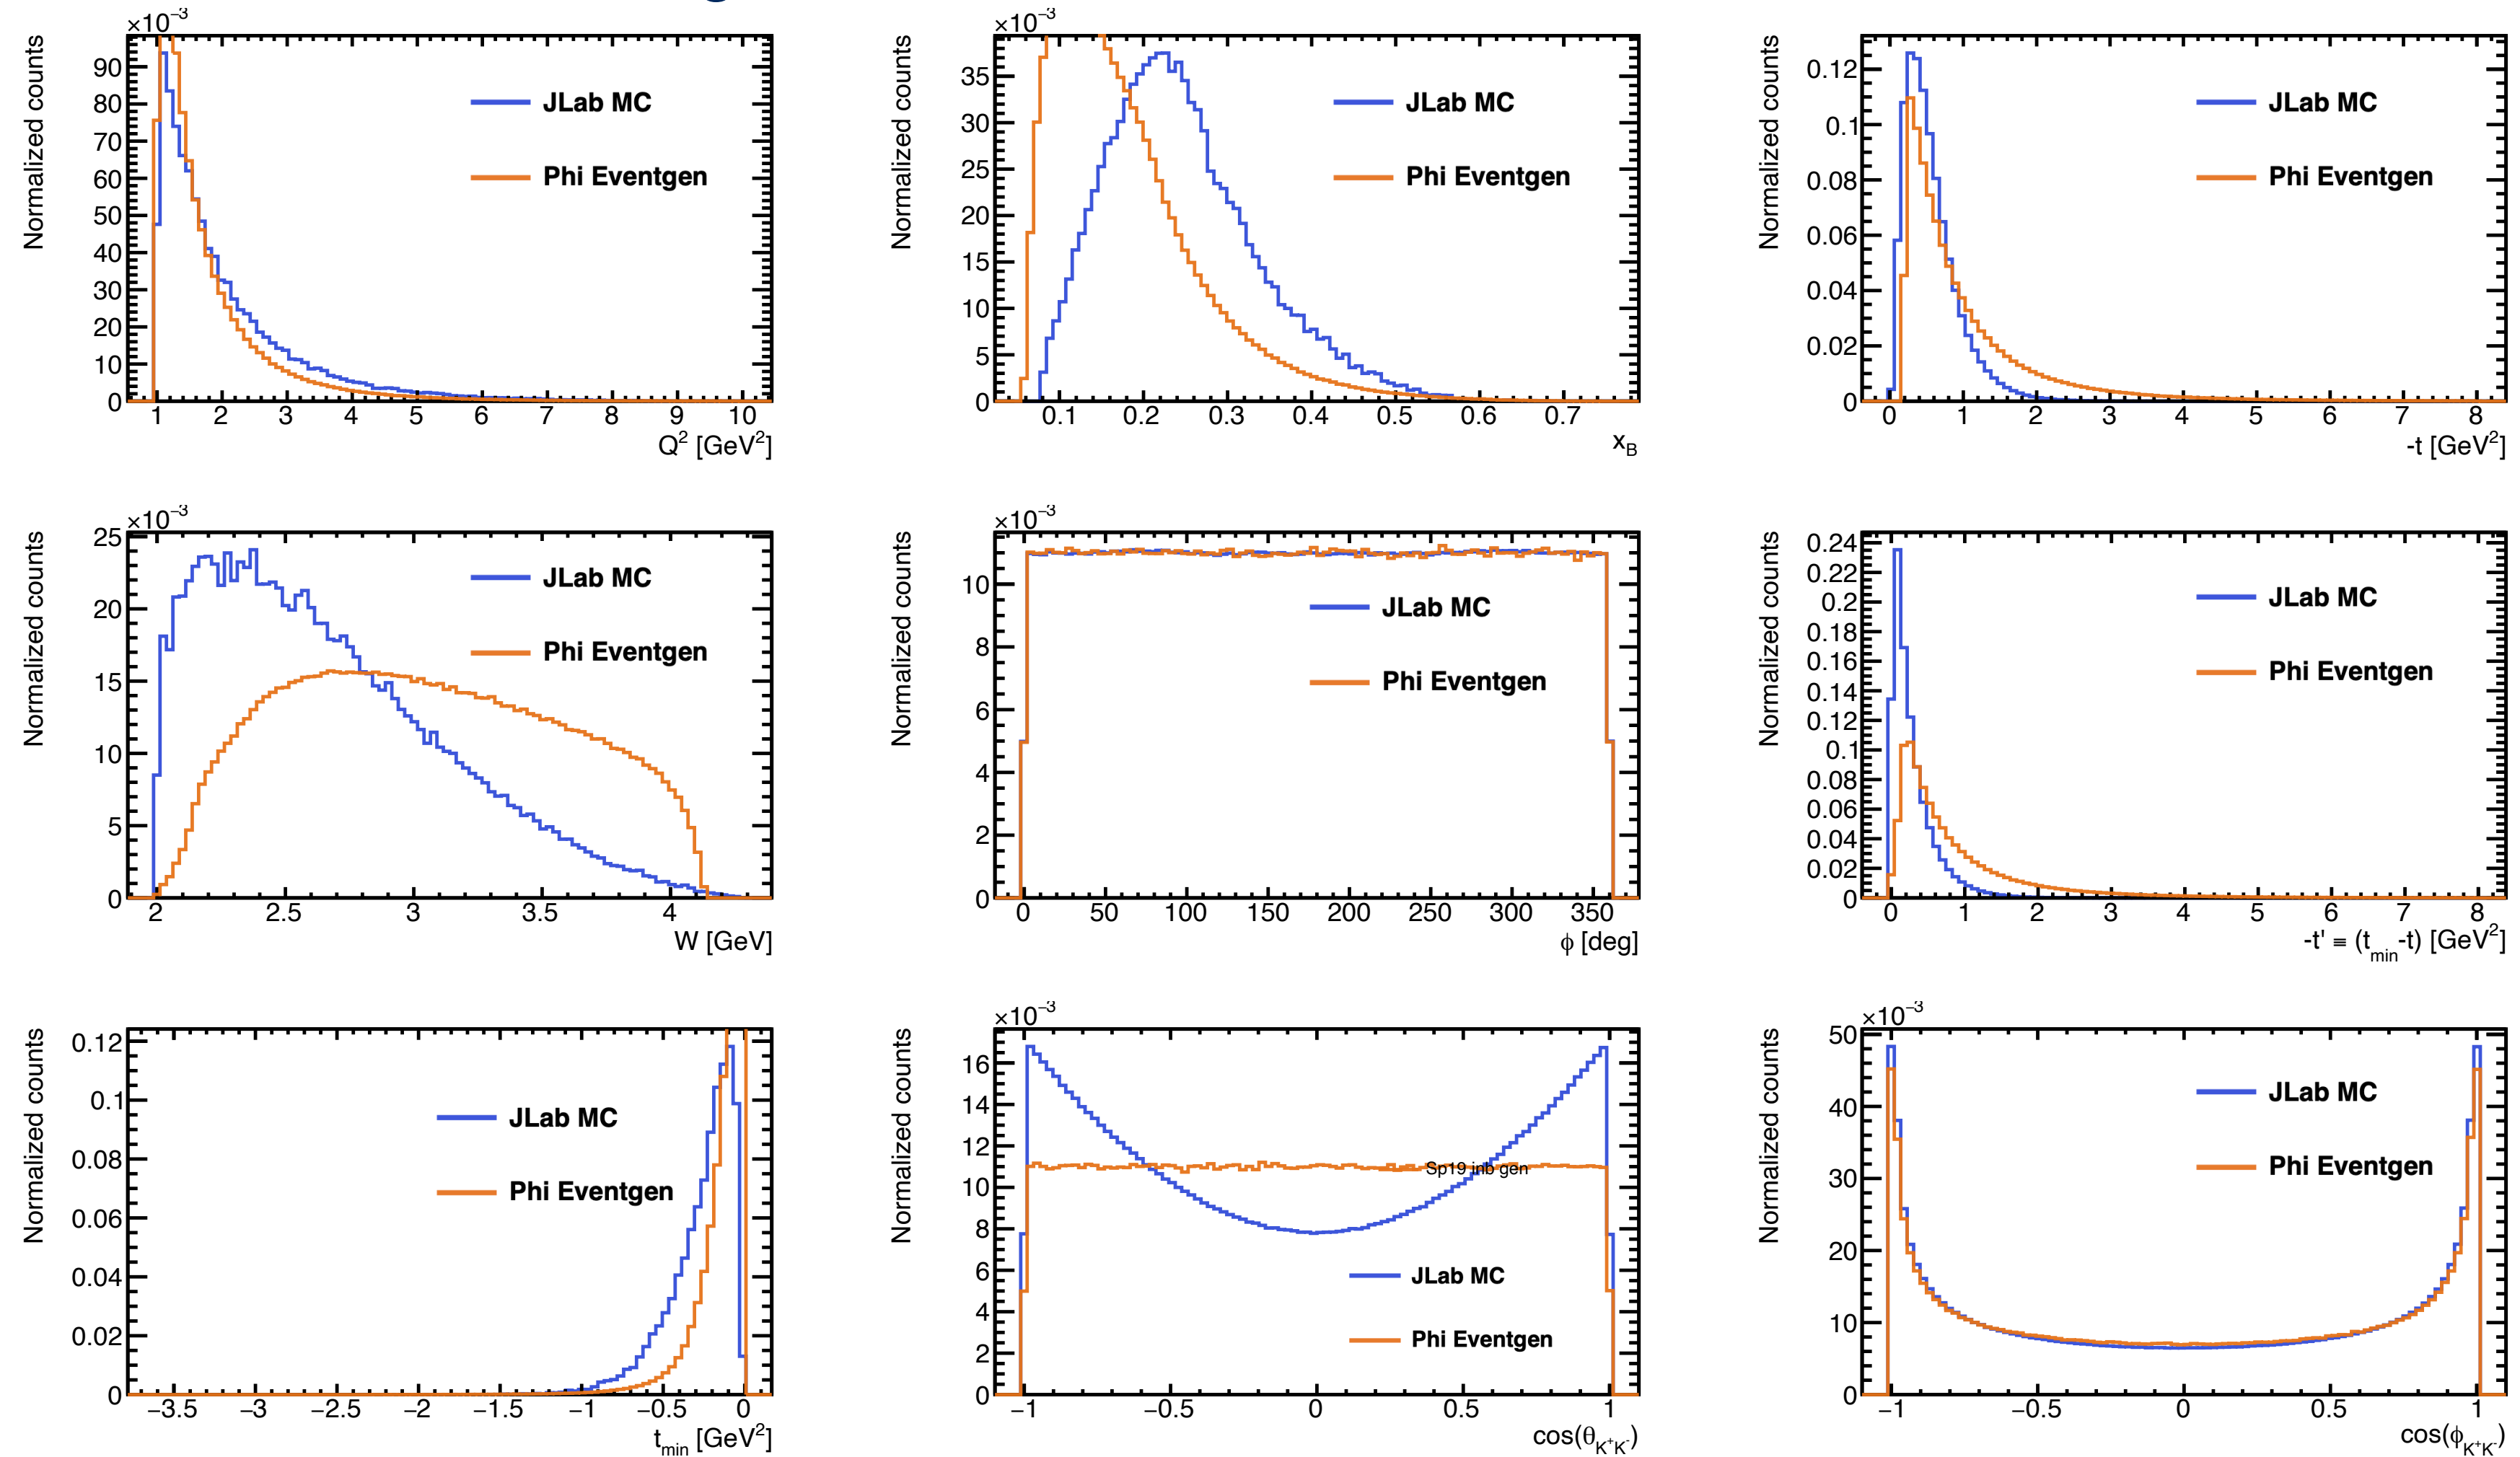 ×10⁻³
Normalized counts
90
80
70
60
50
40
30
20
10
0
JLab MC
Phi Eventgen
1 2 3 4 5 6 7 8 9 10
Q² [GeV²]
×10⁻³
Normalized counts
35
30
25
20
15
10
5
0
JLab MC
Phi Eventgen
0.1 0.2 0.3 0.4 0.5 0.6 0.7
x_B
Normalized counts
0.12
0.1
0.08
0.06
0.04
0.02
0
JLab MC
Phi Eventgen
0 1 2 3 4 5 6 7 8
-t [GeV²]
×10⁻³
Normalized counts
25
20
15
10
5
0
JLab MC
Phi Eventgen
2 2.5 3 3.5 4
W [GeV]
×10⁻³
Normalized counts
10
8
6
4
2
0
JLab MC
Phi Eventgen
0 50 100 150 200 250 300 350
ϕ [deg]
Normalized counts
0.24
0.22
0.2
0.18
0.16
0.14
0.12
0.1
0.08
0.06
0.04
0.02
0
JLab MC
Phi Eventgen
0 1 2 3 4 5 6 7 8
-t' ≡ (t_min-t) [GeV²]
Normalized counts
0.12
0.1
0.08
0.06
0.04
0.02
0
JLab MC
Phi Eventgen
−3.5 −3 −2.5 −2 −1.5 −1 −0.5 0
t_min [GeV²]
×10⁻³
Normalized counts
16
14
12
10
8
6
4
2
0
Sp19 inb gen
JLab MC
Phi Eventgen
−1 −0.5 0 0.5 1
cos(θ_K⁺K⁻)
×10⁻³
Normalized counts
50
40
30
20
10
0
JLab MC
Phi Eventgen
−1 −0.5 0 0.5 1
cos(ϕ_K⁺K⁻)